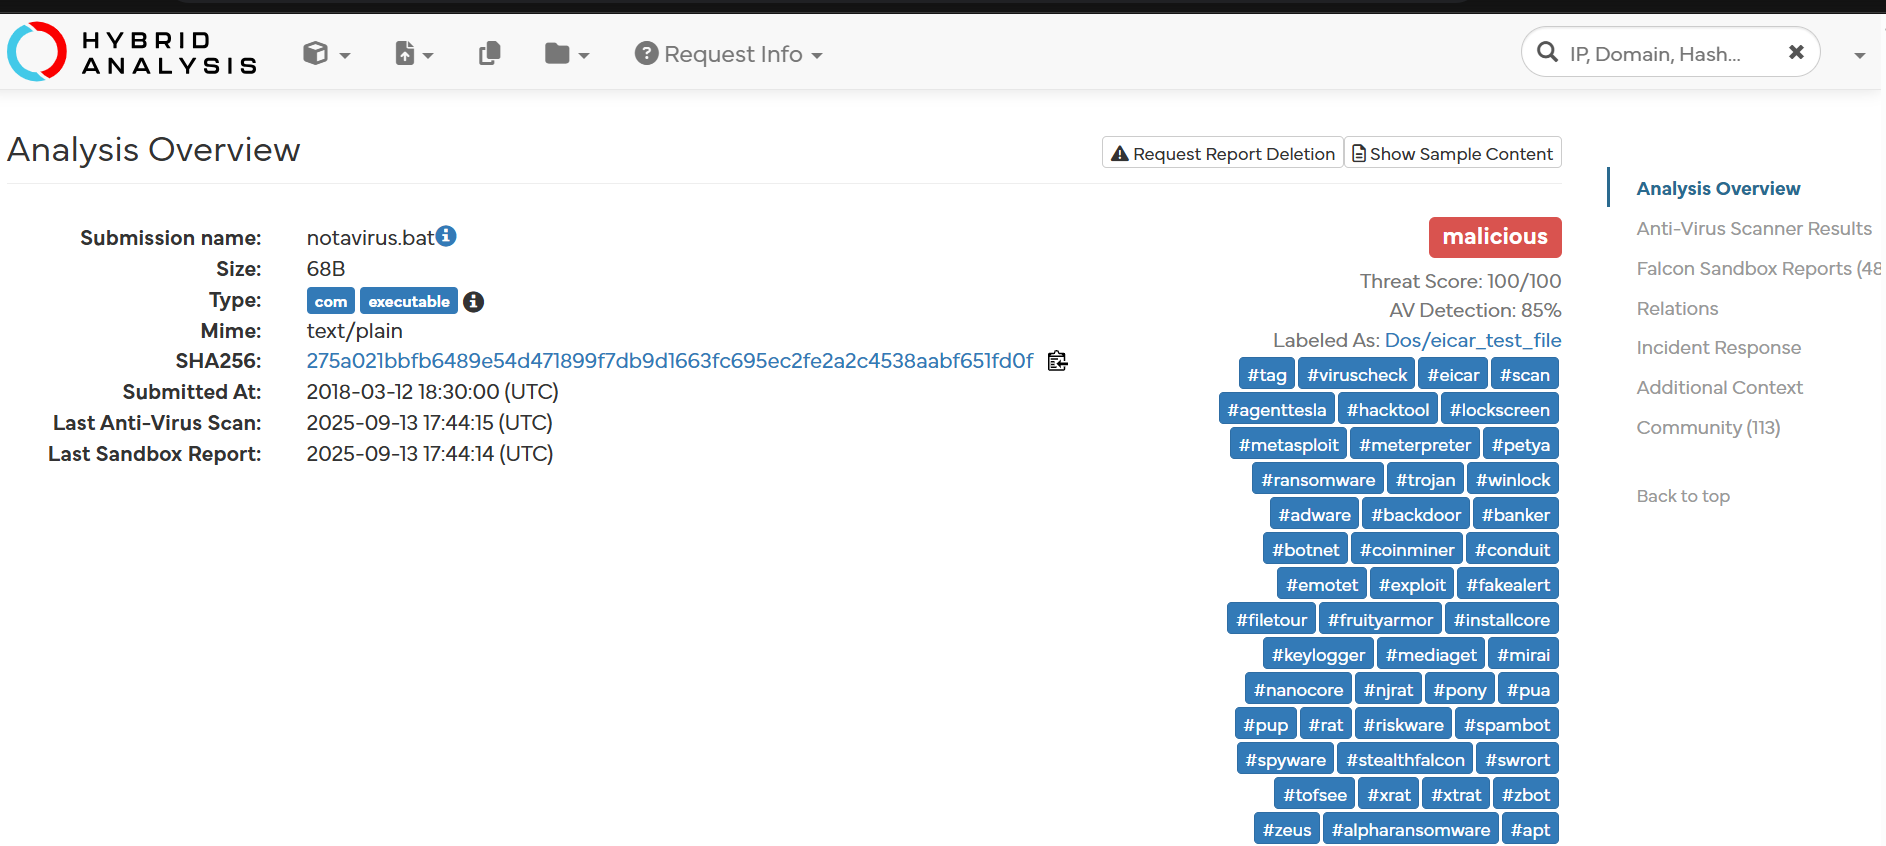 HYBRID
ANALYSIS
Request Info
IP, Domain, Hash...
Analysis Overview
Request Report Deletion
Show Sample Content
Submission name: notavirus.bat
Size: 68B
Type: com executable
Mime: text/plain
SHA256: 275a021bbfb6489e54d471899f7db9d1663fc695ec2fe2a2c4538aabf651fd0f
Submitted At: 2018-03-12 18:30:00 (UTC)
Last Anti-Virus Scan: 2025-09-13 17:44:15 (UTC)
Last Sandbox Report: 2025-09-13 17:44:14 (UTC)
malicious
Threat Score: 100/100
AV Detection: 85%
Labeled As: Dos/eicar_test_file
#tag #viruscheck #eicar #scan
#agenttesla #hacktool #lockscreen
#metasploit #meterpreter #petya
#ransomware #trojan #winlock
#adware #backdoor #banker
#botnet #coinminer #conduit
#emotet #exploit #fakealert
#filetour #fruityarmor #installcore
#keylogger #mediaget #mirai
#nanocore #njrat #pony #pua
#pup #rat #riskware #spambot
#spyware #stealthfalcon #swrort
#tofsee #xrat #xtrat #zbot
#zeus #alpharansomware #apt
Analysis Overview
Anti-Virus Scanner Results
Falcon Sandbox Reports (48
Relations
Incident Response
Additional Context
Community (113)
Back to top